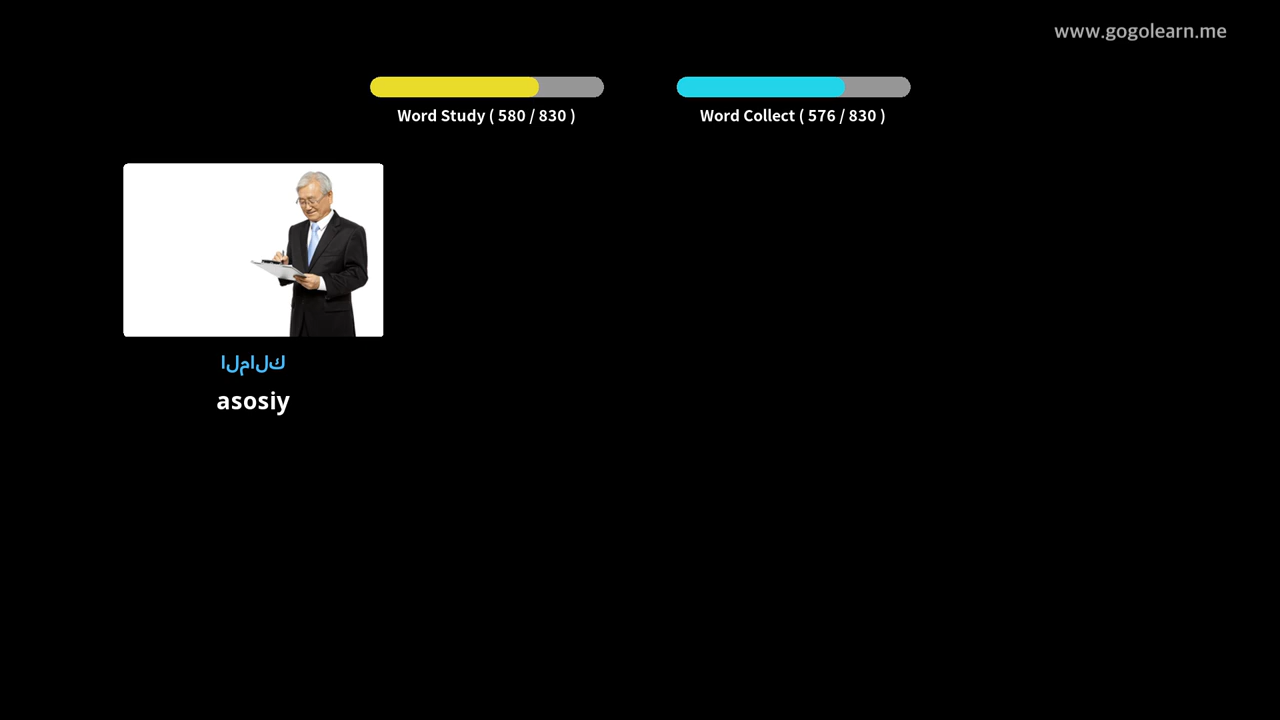 www.gogolearn.me
Word Study ( 580 / 830 )
Word Collect ( 576 / 830 )
المالك
asosiy